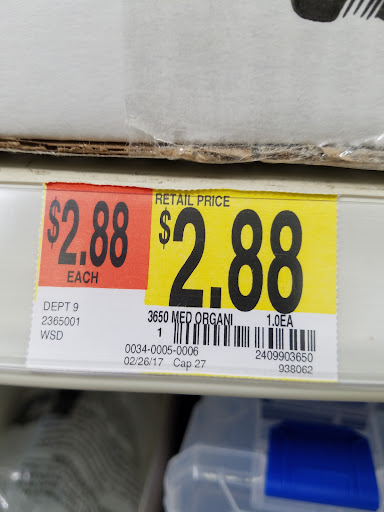 $2.88
EACH
RETAIL PRICE
$2.88
DEPT 9
2365001
WSD
3650 MED ORGANI 1.0EA
1
0034-0005-0006
2409903650
02/26/17 Cap 27
938062